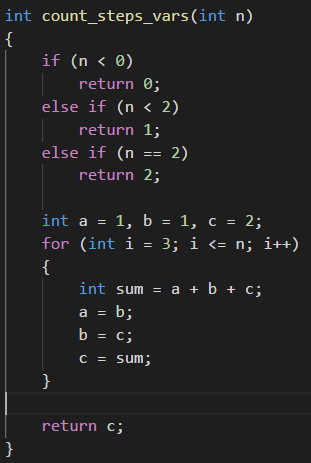 int count_steps_vars(int n)
{
    if (n < 0)
        return 0;
    else if (n < 2)
        return 1;
    else if (n == 2)
        return 2;

    int a = 1, b = 1, c = 2;
    for (int i = 3; i <= n; i++)
    {
        int sum = a + b + c;
        a = b;
        b = c;
        c = sum;
    }

    return c;
}